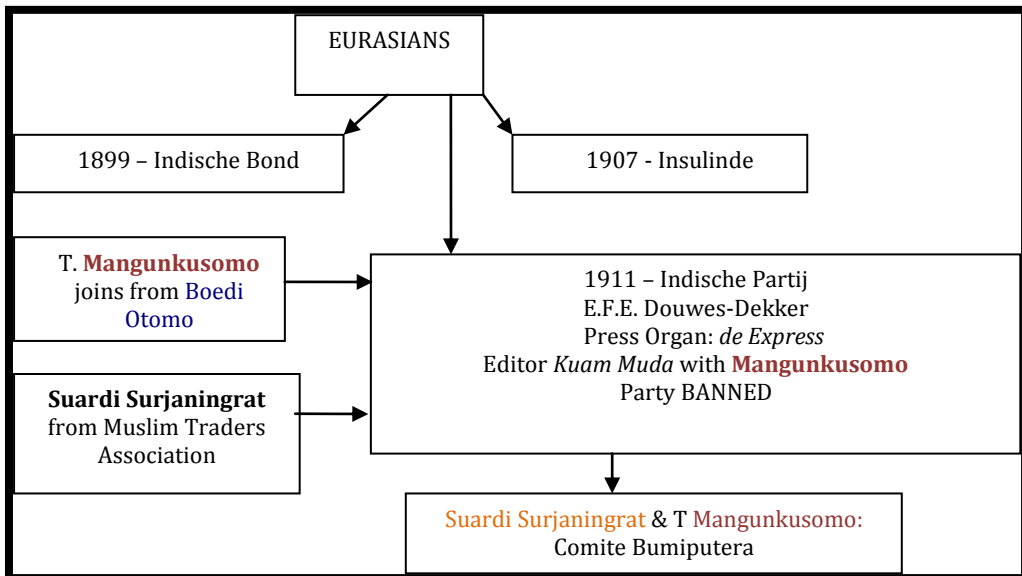 EURASIANS
1899 – Indische Bond
1907 - Insulinde
T. Mangunkusomo
joins from Boedi
Otomo
1911 – Indische Partij
E.F.E. Douwes-Dekker
Press Organ: de Express
Editor Kuam Muda with Mangunkusomo
Party BANNED
Suardi Surjaningrat
from Muslim Traders
Association
Suardi Surjaningrat & T Mangunkusomo:
Comite Bumiputera